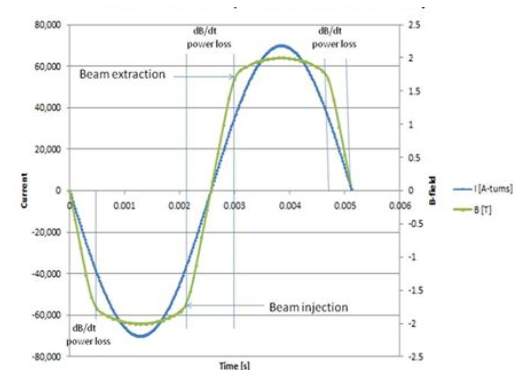 dB/dt
power loss
dB/dt
power loss
Beam extraction
Beam injection
dB/dt
power loss
80,000
60,000
40,000
20,000
0
-20,000
-40,000
-60,000
-80,000
Current
0
0.001
0.002
0.003
0.004
0.005
0.006
Time [s]
2.5
2
1.5
1
0.5
0
-0.5
-1
-1.5
-2
-2.5
B-field
I [A-turns]
B [T]